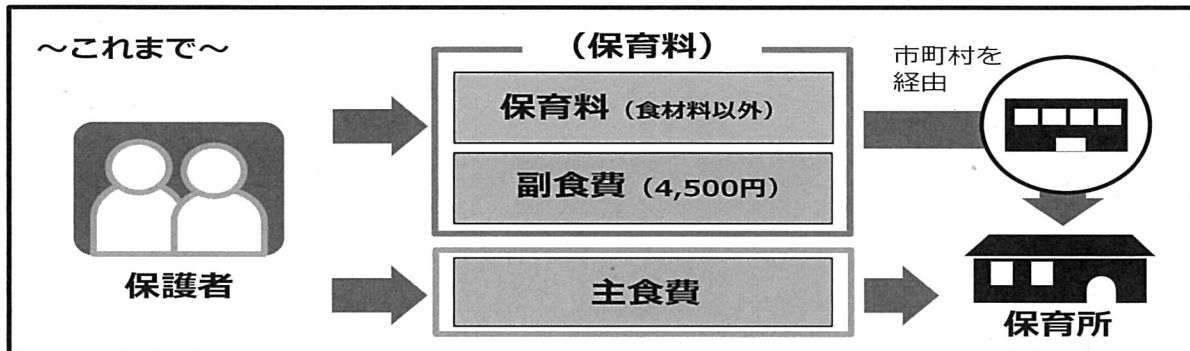 ～これまで～
(保育料)
保育料 (食材料以外)
副食費 (4,500円)
主食費
保護者
市町村を
経由
保育所